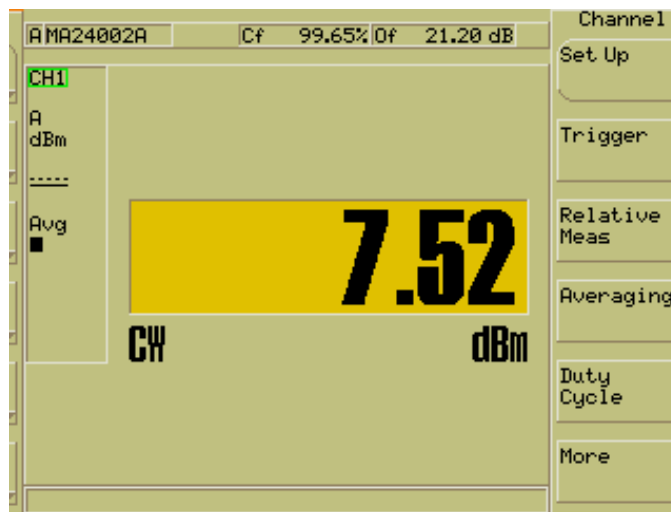 A MA24002A Cf 99.65% Of 21.20 dB
CH1
A
dBm
-----
Avg
7.52
CW dBm
Channel
Set Up
Trigger
Relative
Meas
Averaging
Duty
Cycle
More